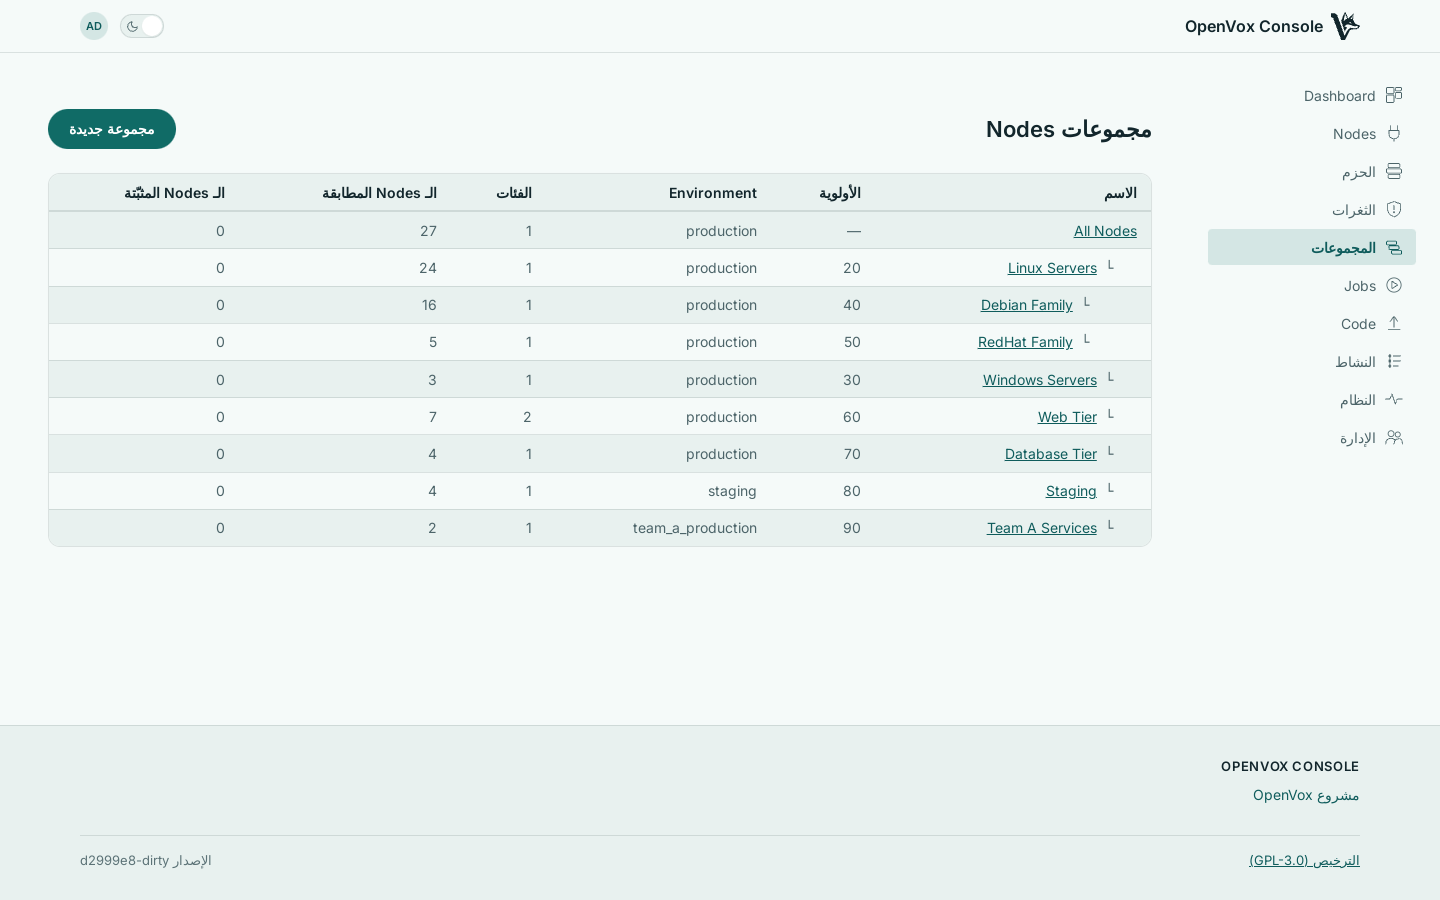 OpenVox Console
AD
Dashboard
Nodes
الحزم
الثغرات
المجموعات
Jobs
Code
النشاط
النظام
الإدارة
مجموعات Nodes
مجموعة جديدة
الاسم الأولوية Environment الفئات الـ Nodes المطابقة الـ Nodes المثبّتة
All Nodes — production 1 27 0
└ Linux Servers 20 production 1 24 0
└ Debian Family 40 production 1 16 0
└ RedHat Family 50 production 1 5 0
└ Windows Servers 30 production 1 3 0
└ Web Tier 60 production 2 7 0
└ Database Tier 70 production 1 4 0
└ Staging 80 staging 1 4 0
└ Team A Services 90 team_a_production 1 2 0
OPENVOX CONSOLE
مشروع OpenVox
الترخيص (GPL-3.0)
الإصدار d2999e8-dirty